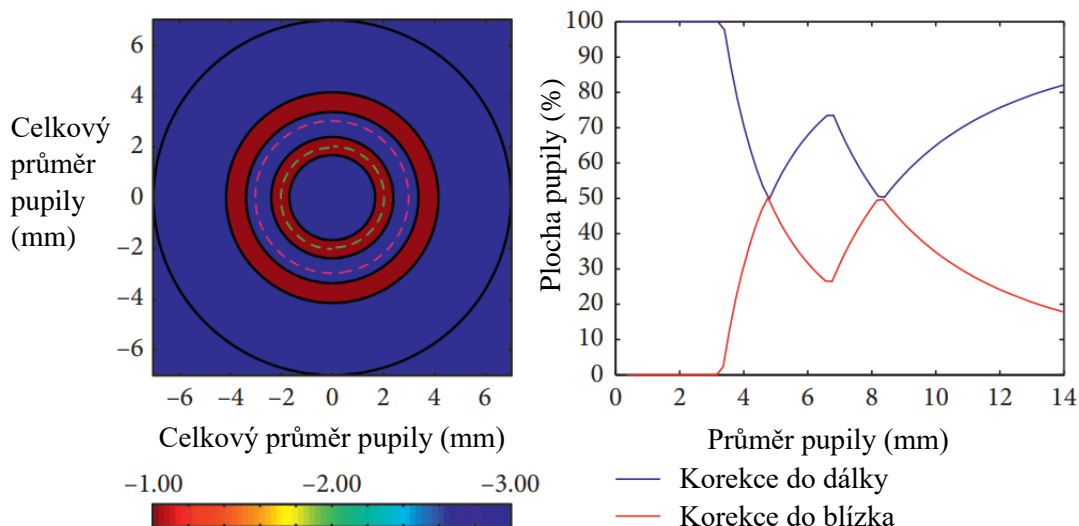 Celkový
průměr
pupily
(mm)
6
4
2
0
−2
−4
−6
−6 −4 −2 0 2 4 6
Celkový průměr pupily (mm)
−1.00 −2.00 −3.00
Plocha pupily (%)
100
90
80
70
60
50
40
30
20
10
0
0 2 4 6 8 10 12 14
Průměr pupily (mm)
Korekce do dálky
Korekce do blízka